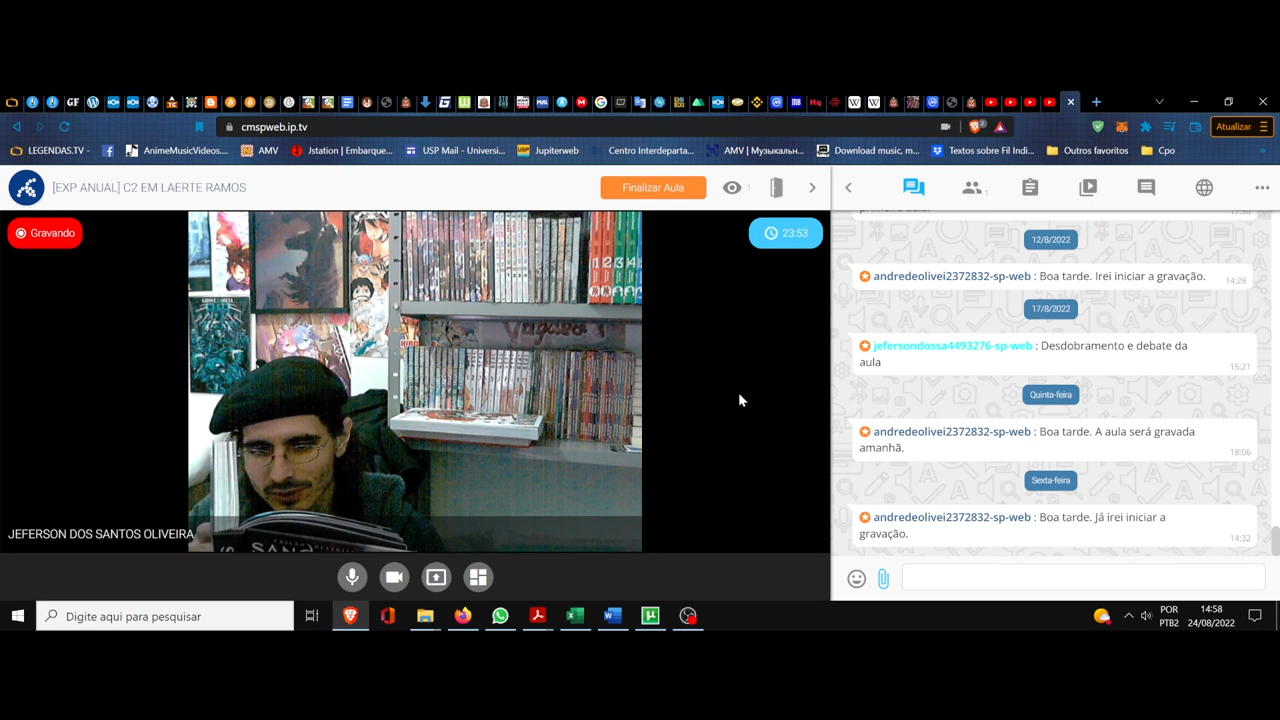 cmspweb.ip.tv
Atualizar
LEGENDAS.TV -
AnimeMusicVideos...
AMV
Jstation | Embarque...
USP Mail - Universi...
Jupiterweb
Centro Interdeparta...
AMV | Музыкальн...
Download music, m...
Textos sobre Fil Indi...
Outros favoritos
Cpo
[EXP ANUAL] C2 EM LAERTE RAMOS
Finalizar Aula
1
1
Gravando
23:53
12/8/2022
andredeolivei2372832-sp-web : Boa tarde. Irei iniciar a gravação.
14:28
17/8/2022
jefersondossa4493276-sp-web : Desdobramento e debate da
aula
15:21
Quinta-feira
andredeolivei2372832-sp-web : Boa tarde. A aula será gravada
amanhã.
18:06
Sexta-feira
andredeolivei2372832-sp-web : Boa tarde. Já irei iniciar a
gravação.
14:32
JEFERSON DOS SANTOS OLIVEIRA
Digite aqui para pesquisar
POR
PTB2
14:58
24/08/2022